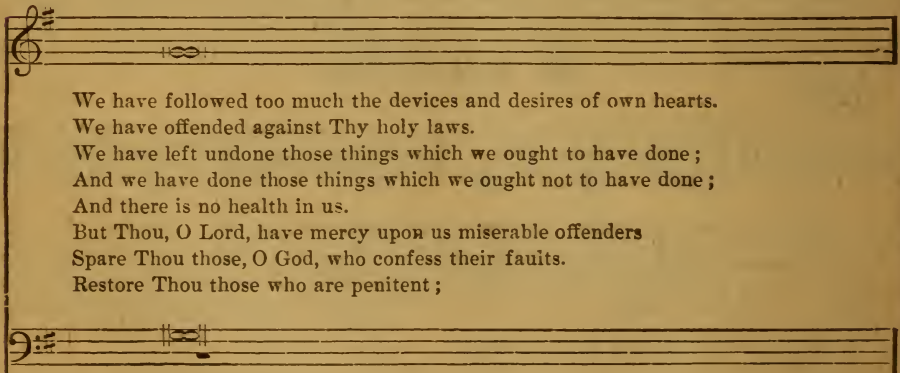 We have followed too much the devices and desires of own hearts.
We have offended against Thy holy laws.
We have left undone those things which we ought to have done ;
And we have done those things which we ought not to have done ;
And there is no health in us.
But Thou, O Lord, have mercy upon us miserable offenders
Spare Thou those, O God, who confess their faults.
Restore Thou those who are penitent ;